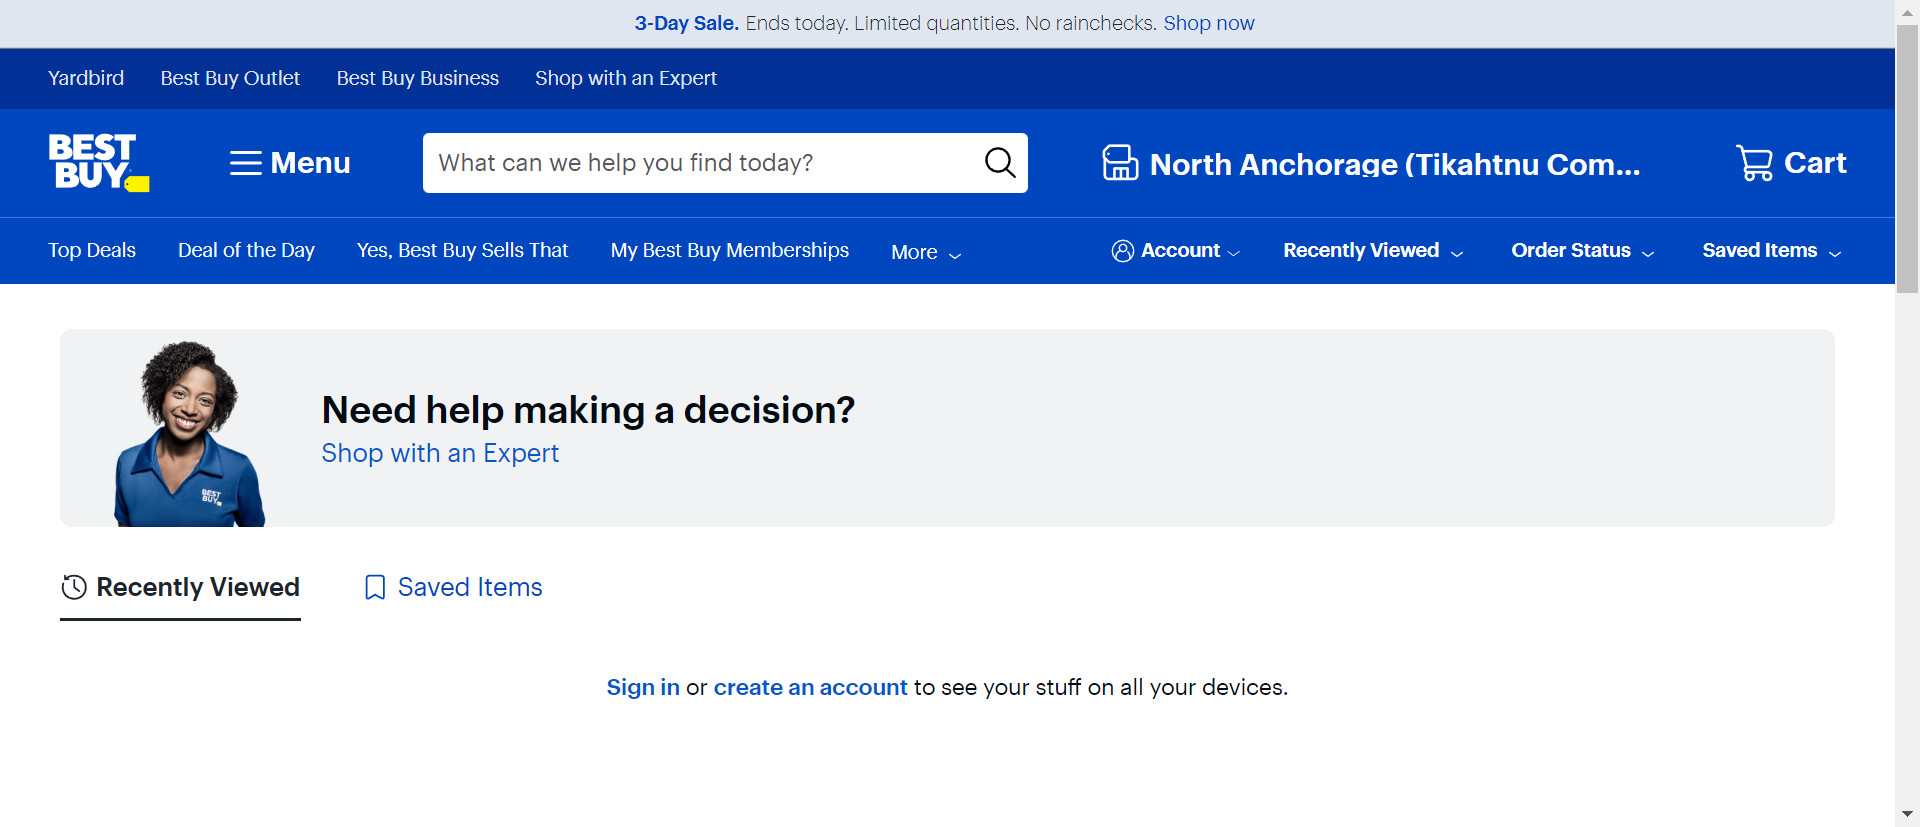 3-Day Sale. Ends today. Limited quantities. No rainchecks. Shop now
Yardbird Best Buy Outlet Best Buy Business Shop with an Expert
BEST
BUY
Menu
What can we help you find today?
North Anchorage (Tikahtnu Com...
Cart
Top Deals Deal of the Day Yes, Best Buy Sells That My Best Buy Memberships More Account Recently Viewed Order Status Saved Items
Need help making a decision?
Shop with an Expert
BEST
BUY
Recently Viewed Saved Items
Sign in or create an account to see your stuff on all your devices.